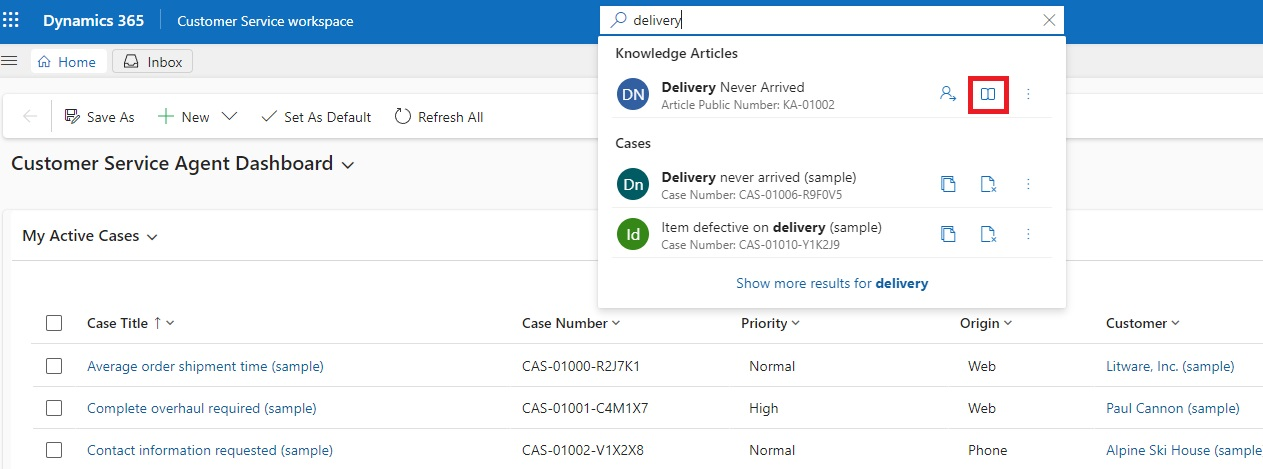 Dynamics 365 Customer Service workspace delivery
Home Inbox
Knowledge Articles
DN Delivery Never Arrived
Article Public Number: KA-01002
Save As New Set As Default Refresh All
Cases
Customer Service Agent Dashboard
Dn Delivery never arrived (sample)
Case Number: CAS-01006-R9F0V5
My Active Cases
Id Item defective on delivery (sample)
Case Number: CAS-01010-Y1K2J9
Show more results for delivery
Case Title Case Number Priority Origin Customer
Average order shipment time (sample) CAS-01000-R2J7K1 Normal Web Litware, Inc. (sample)
Complete overhaul required (sample) CAS-01001-C4M1X7 High Web Paul Cannon (sample)
Contact information requested (sample) CAS-01002-V1X2X8 Normal Phone Alpine Ski House (sample)